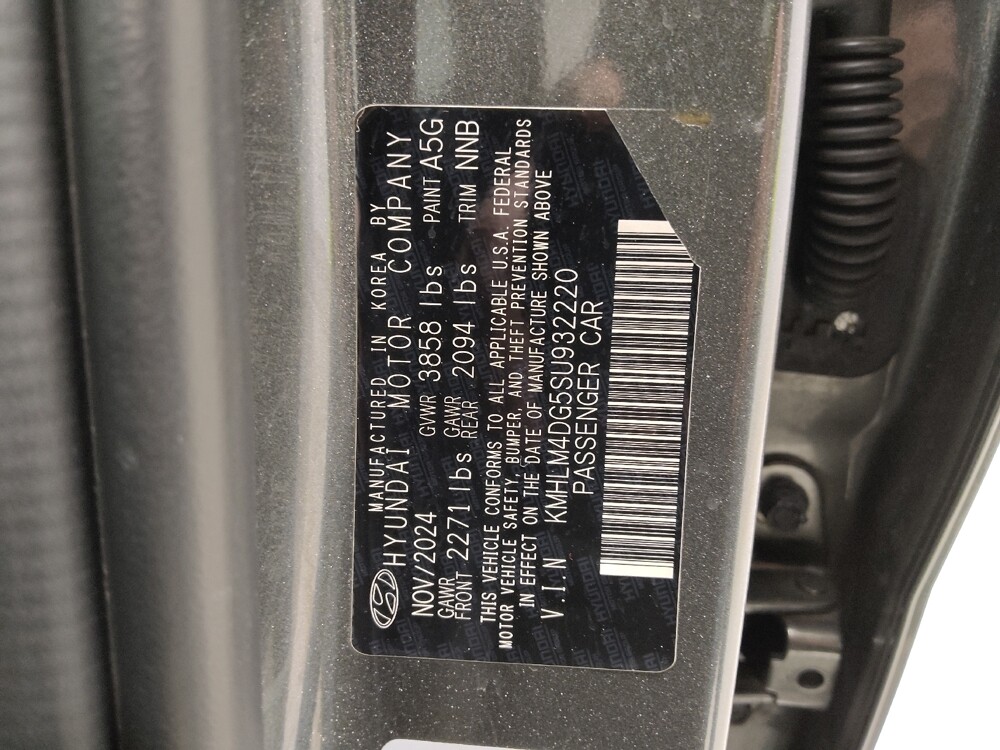 MANUFACTURED IN KOREA BY
HYUNDAI MOTOR COMPANY
NOV/2024 GVWR 3858 lbs PAINT A5G
GAWR FRONT 2271 lbs GAWR REAR 2094 lbs TRIM NNB
THIS VEHICLE CONFORMS TO ALL APPLICABLE U.S.A. FEDERAL
MOTOR VEHICLE SAFETY, BUMPER, AND THEFT PREVENTION STANDARDS
IN EFFECT ON THE DATE OF MANUFACTURE SHOWN ABOVE
V.I.N KMHLM4DG5SU932220
PASSENGER CAR